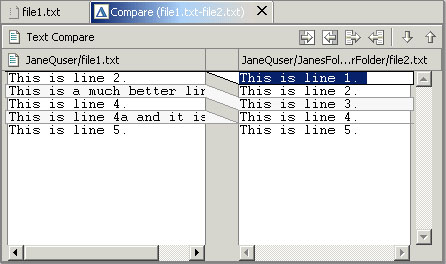 file1.txt
Compare (file1.txt-file2.txt)
Text Compare
JaneQuser/file1.txt
JaneQuser/JanesFol...rFolder/file2.txt
This is line 2.
This is a much better lin
This is line 4.
This is line 4a and it is
This is line 5.
This is line 1.
This is line 2.
This is line 3.
This is line 4.
This is line 5.